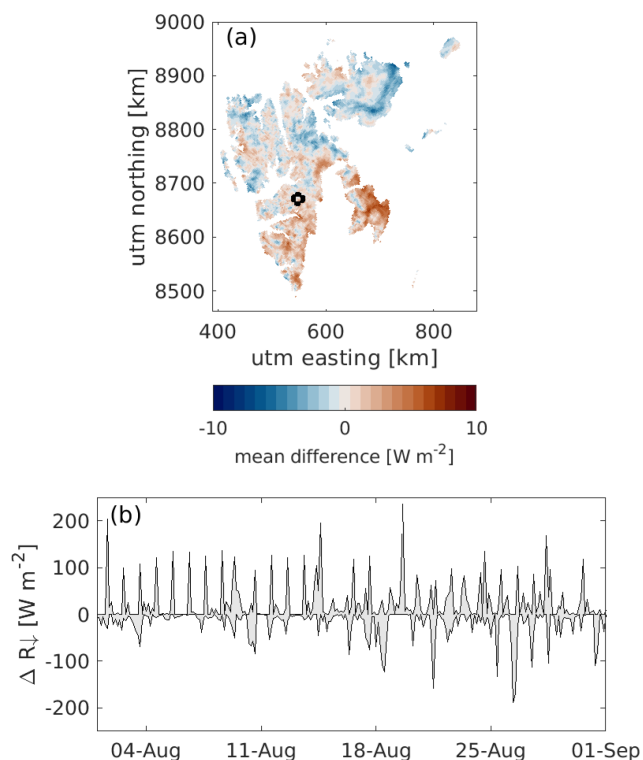 (a)
utm northing [km]
9000
8900
8800
8700
8600
8500
400 600 800
utm easting [km]
-10 0 10
mean difference [W m⁻²]
(b)
Δ R↓ [W m⁻²]
200
100
0
-100
-200
04-Aug 11-Aug 18-Aug 25-Aug 01-Sep